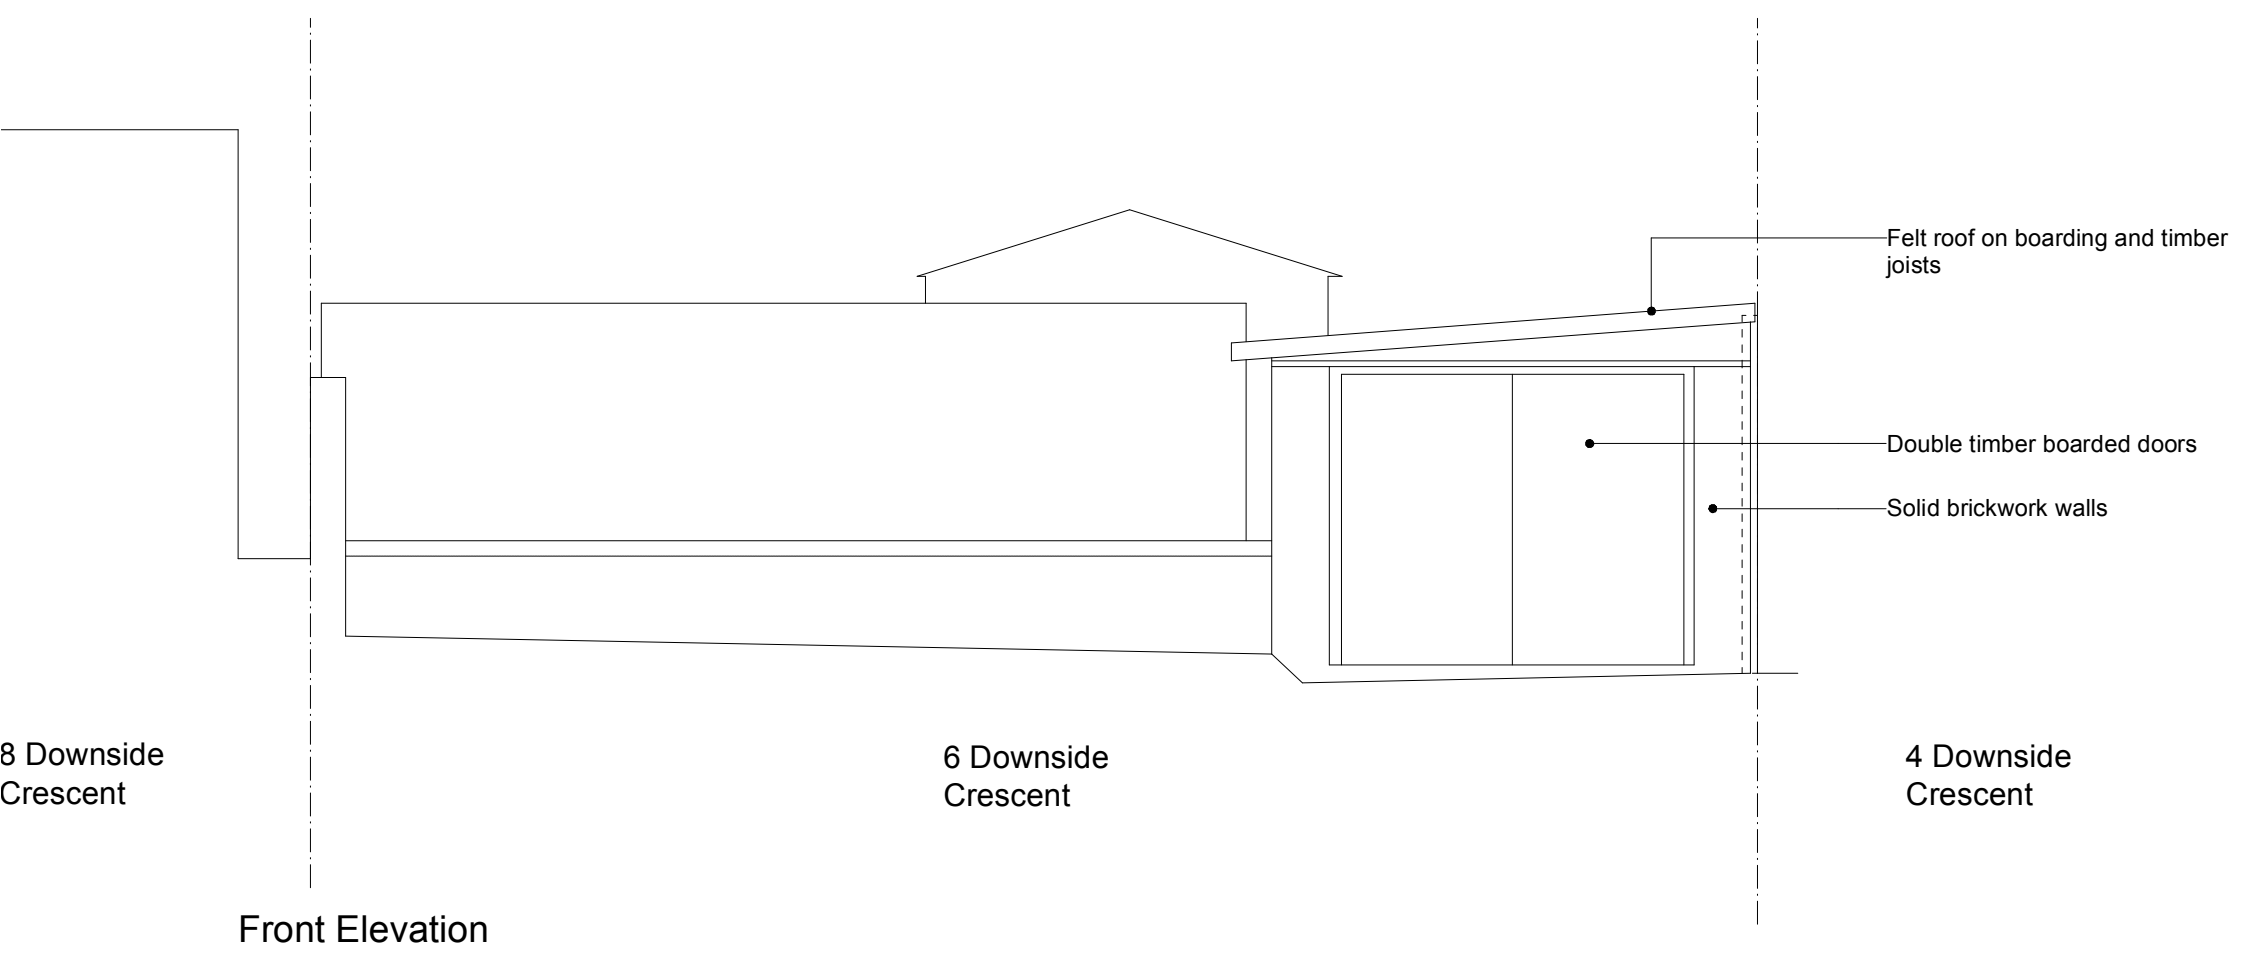 Felt roof on boarding and timber
joists
Double timber boarded doors
Solid brickwork walls
8 Downside
Crescent
6 Downside
Crescent
4 Downside
Crescent
Front Elevation